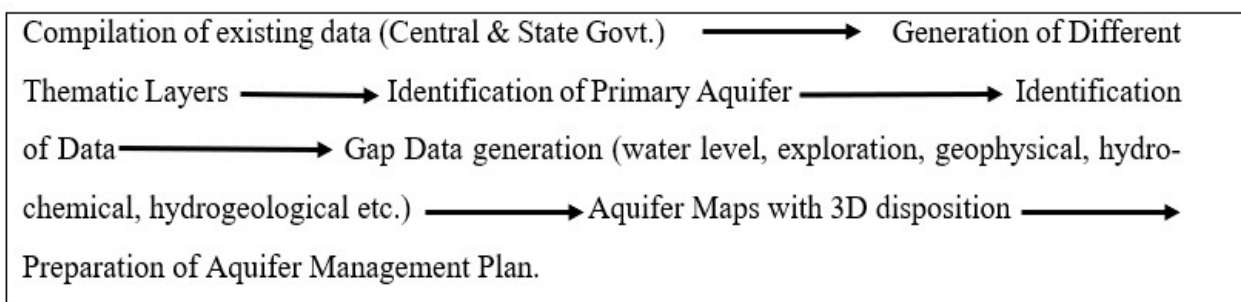 Compilation of existing data (Central & State Govt.) Generation of Different
Thematic Layers Identification of Primary Aquifer Identification
of Data Gap Data generation (water level, exploration, geophysical, hydro-
chemical, hydrogeological etc.) Aquifer Maps with 3D disposition
Preparation of Aquifer Management Plan.